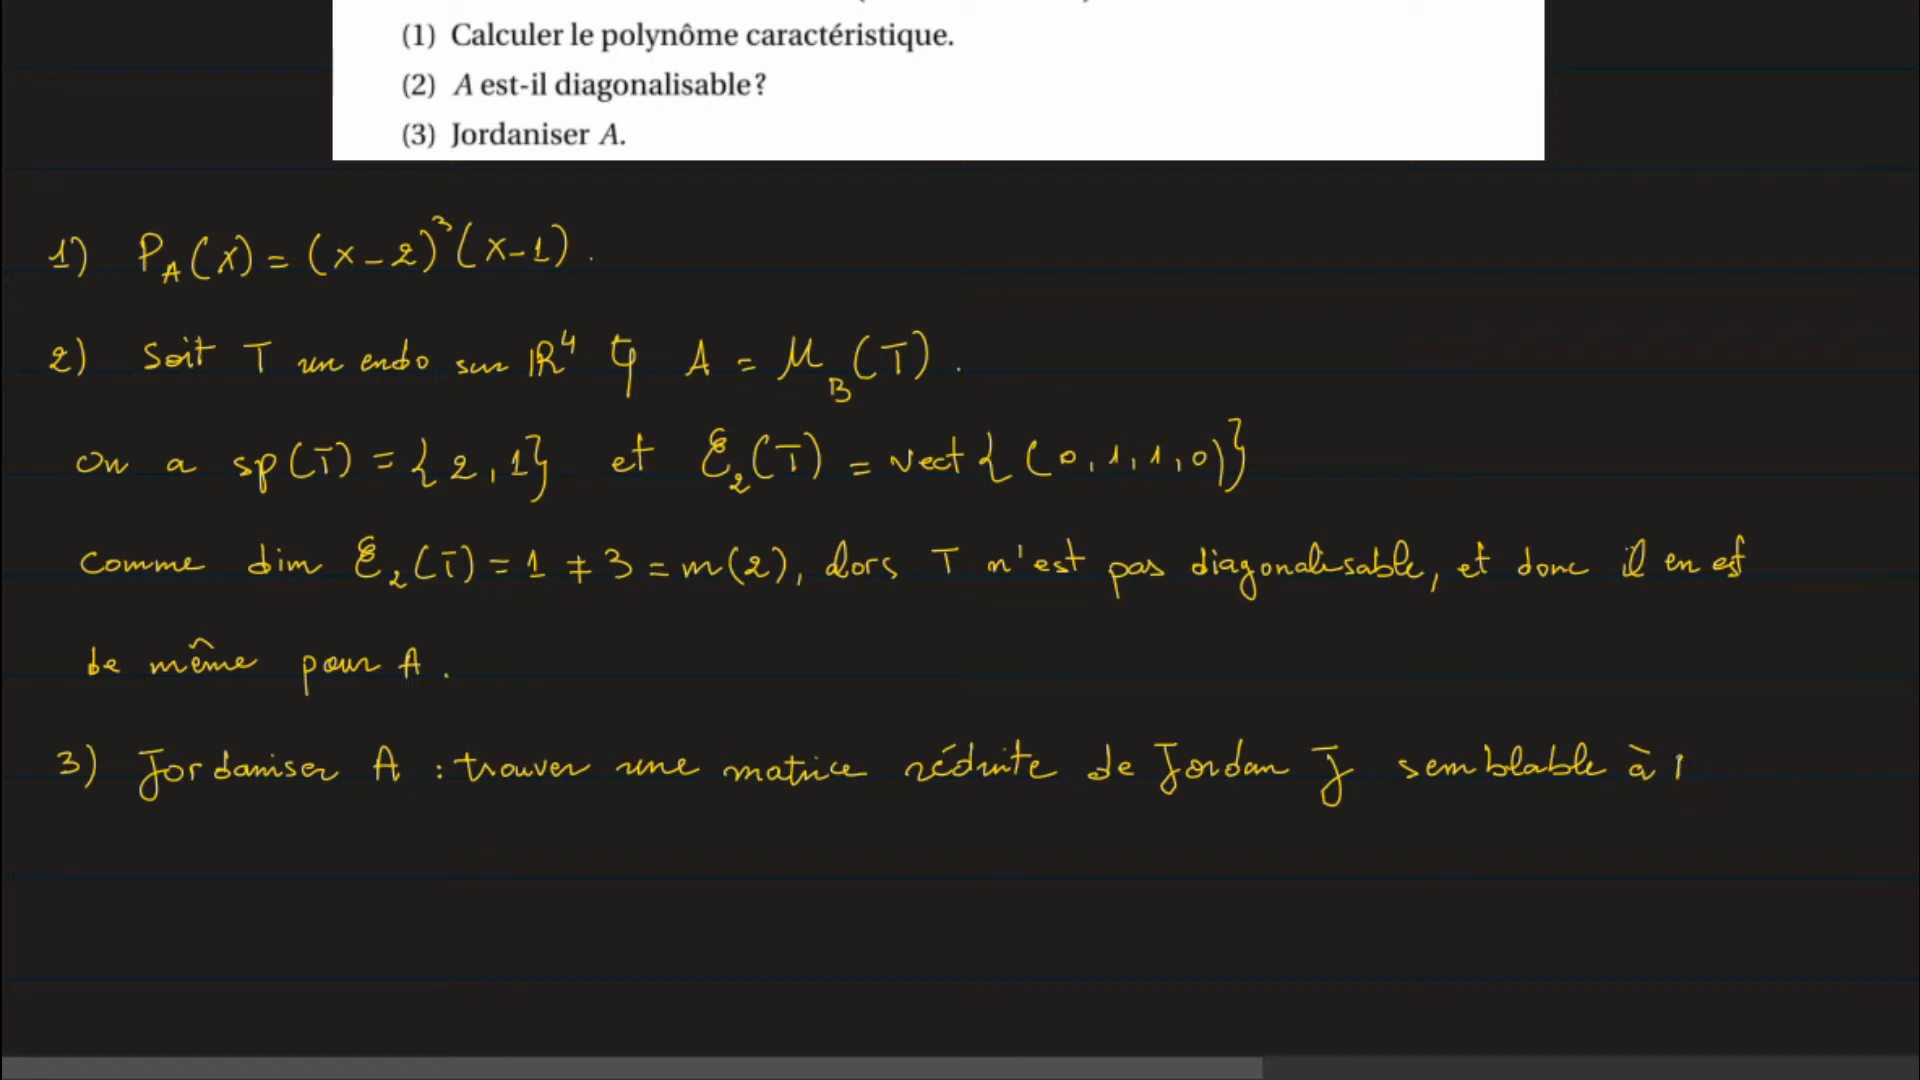 (1) Calculer le polynôme caractéristique.
(2) A est-il diagonalisable?
(3) Jordaniser A.
1) P_A(X) = (X-2)^3(X-1).
2) Soit T un endo sur IR^4 tq A = M_B(T).
on a sp(T) = {2,1} et E_2(T) = vect{(0,1,1,0)}
comme dim E_2(T) = 1 ≠ 3 = m(2), alors T n'est pas diagonalisable, et donc il en est
de même pour A.
3) Jordaniser A : trouver une matrice réduite de Jordan J semblable à